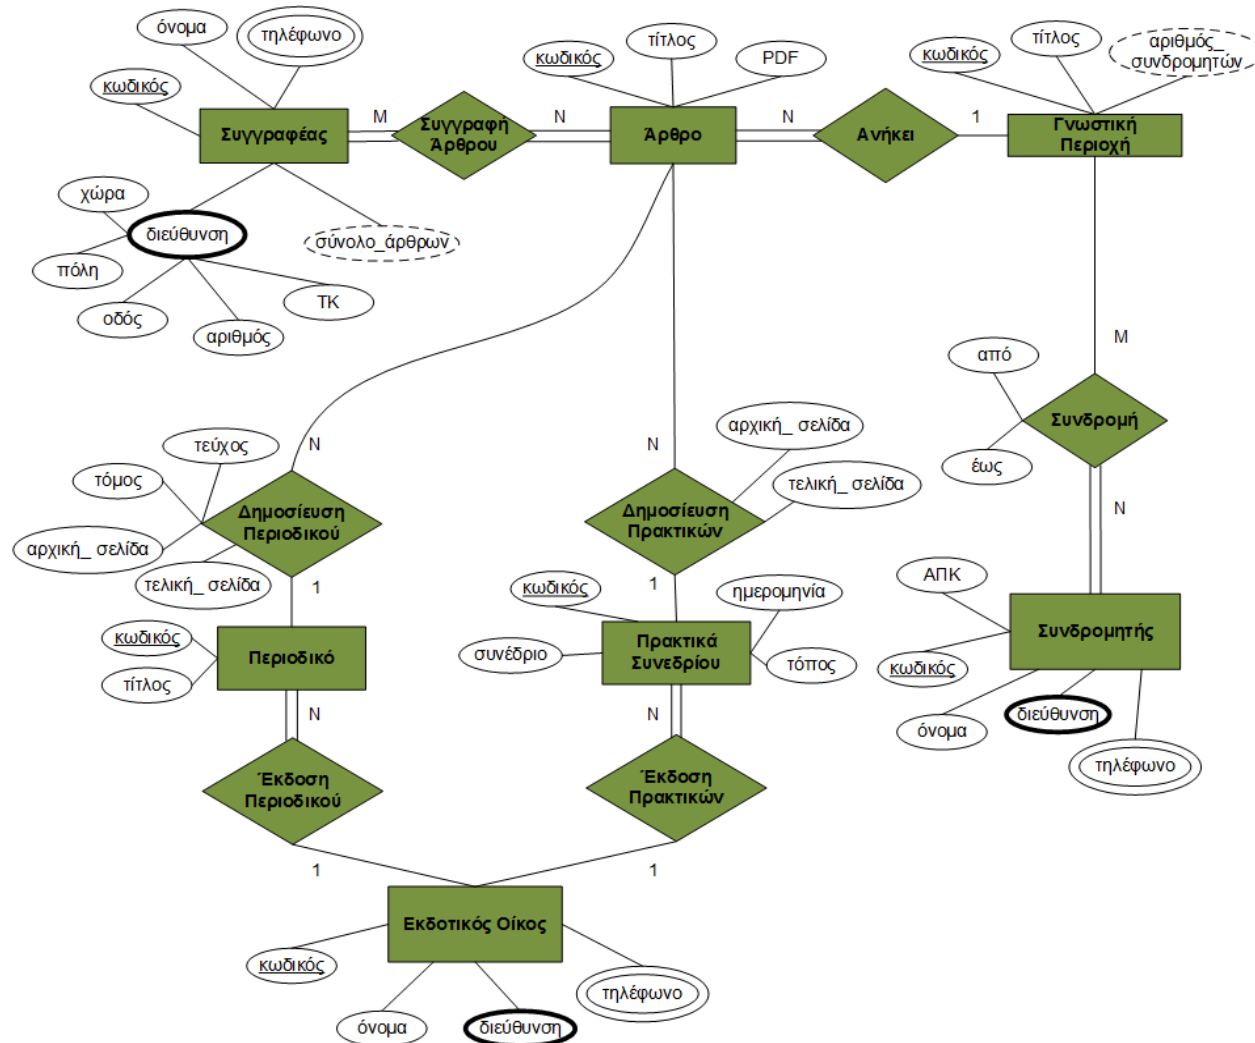 όνομα
τηλέφωνο
κωδικός
Συγγραφέας
χώρα
διεύθυνση
πόλη
οδός
αριθμός
ΤΚ
σύνολο_άρθρων
M
Συγγραφή
Άρθρου
N
κωδικός
τίτλος
PDF
Άρθρο
N
Ανήκει
1
κωδικός
τίτλος
αριθμός_
συνδρομητών
Γνωστική
Περιοχή
M
από
Συνδρομή
έως
N
ΑΠΚ
Συνδρομητής
κωδικός
όνομα
διεύθυνση
τηλέφωνο
N
τεύχος
τόμος
Δημοσίευση
Περιοδικού
αρχική_ σελίδα
τελική_ σελίδα
1
κωδικός
Περιοδικό
τίτλος
N
Έκδοση
Περιοδικού
1
N
αρχική_ σελίδα
τελική_ σελίδα
Δημοσίευση
Πρακτικών
1
κωδικός
ημερομηνία
συνέδριο
Πρακτικά
Συνεδρίου
τόπος
N
Έκδοση
Πρακτικών
1
Εκδοτικός Οίκος
κωδικός
όνομα
διεύθυνση
τηλέφωνο